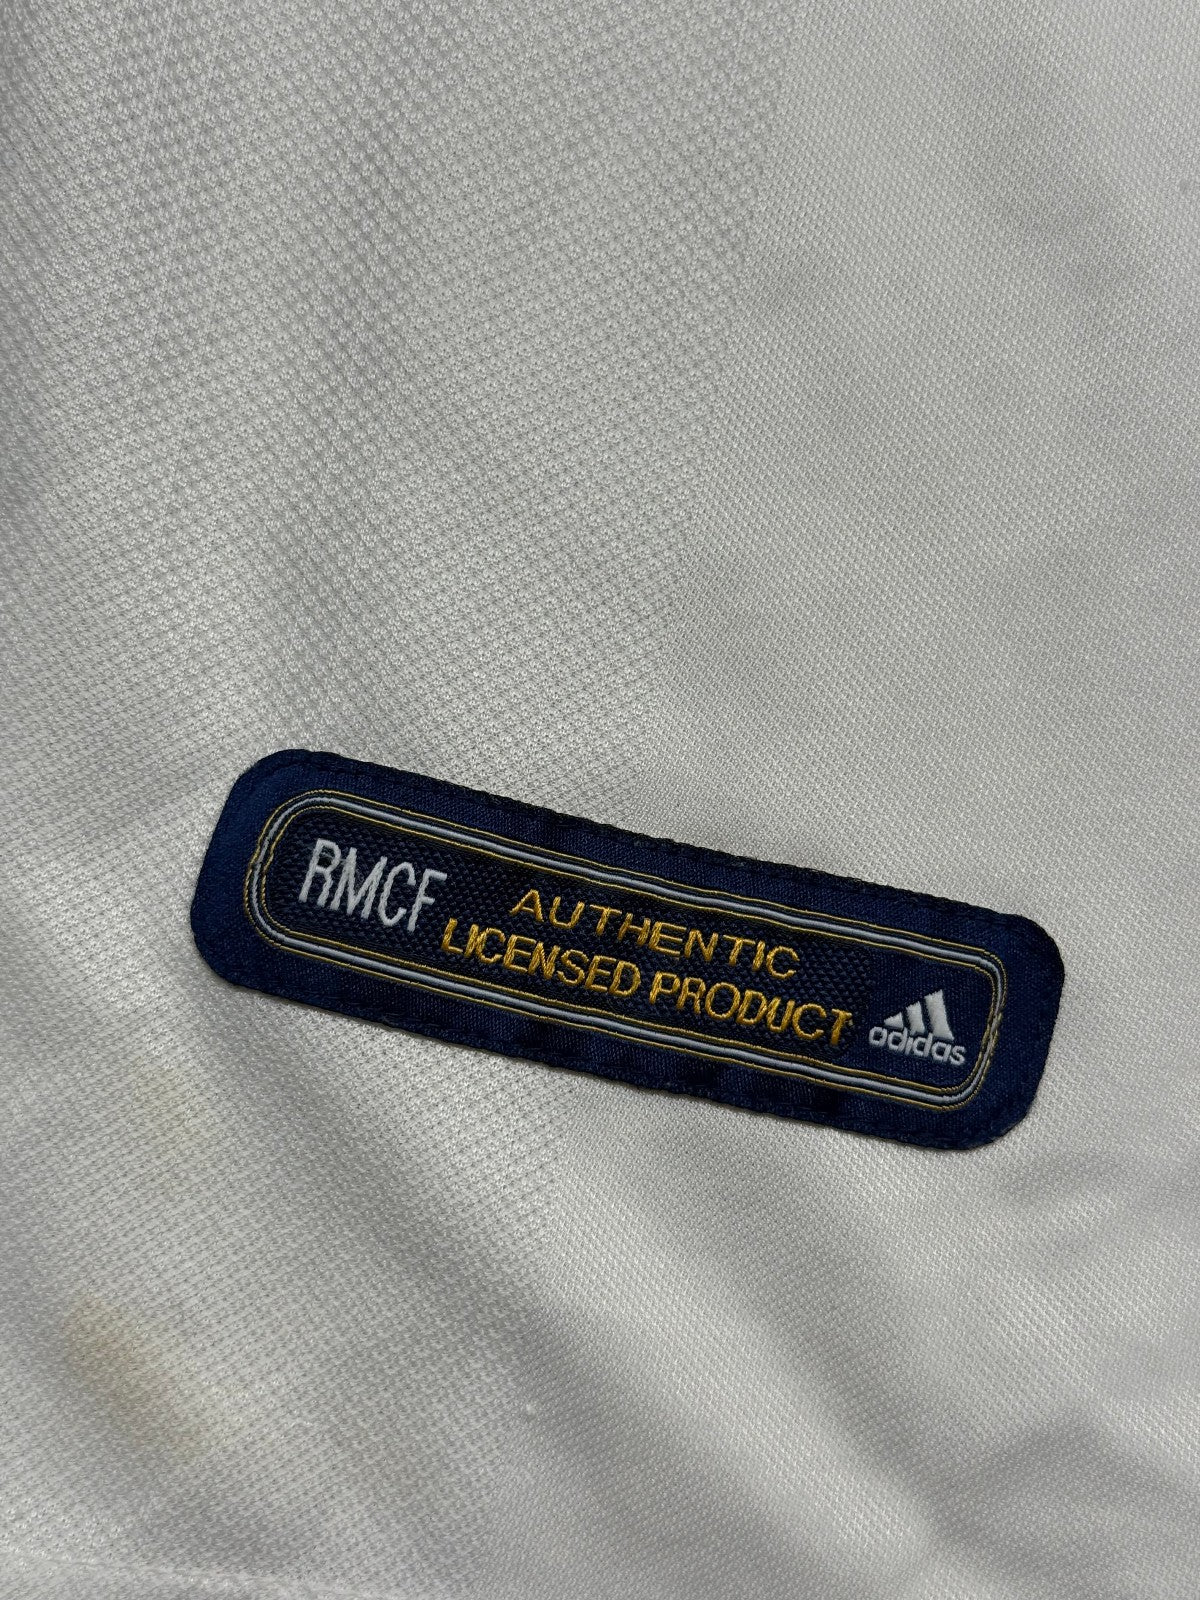 RMCF
AUTHENTIC
LICENSED PRODUCT
adidas